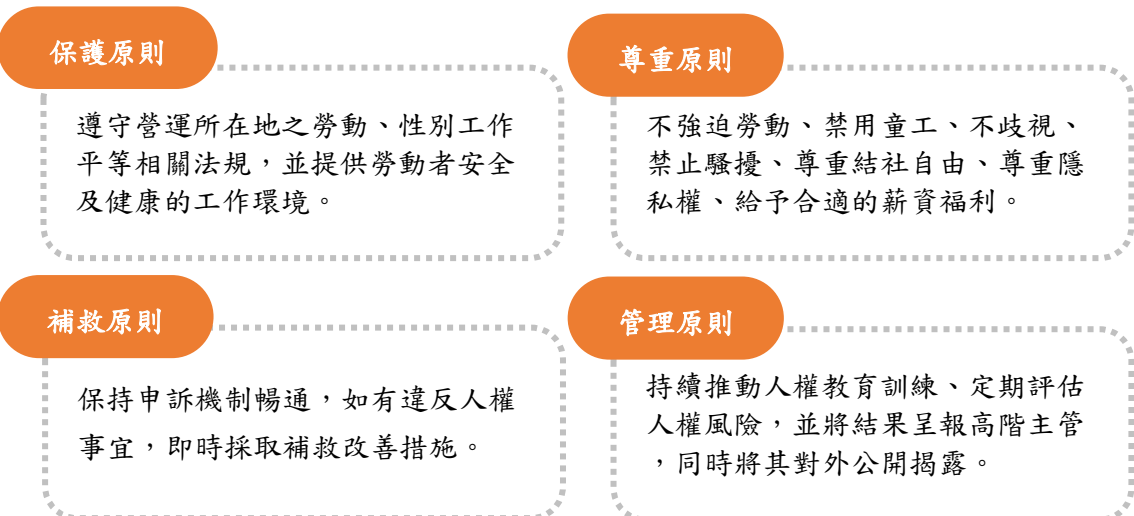 保護原則
遵守營運所在地之勞動、性別工作
平等相關法規，並提供勞動者安全
及健康的工作環境。
尊重原則
不強迫勞動、禁用童工、不歧視、
禁止騷擾、尊重結社自由、尊重隱
私權、給予合適的薪資福利。
補救原則
保持申訴機制暢通，如有違反人權
事宜，即時採取補救改善措施。
管理原則
持續推動人權教育訓練、定期評估
人權風險，並將結果呈報高階主管
，同時將其對外公開揭露。